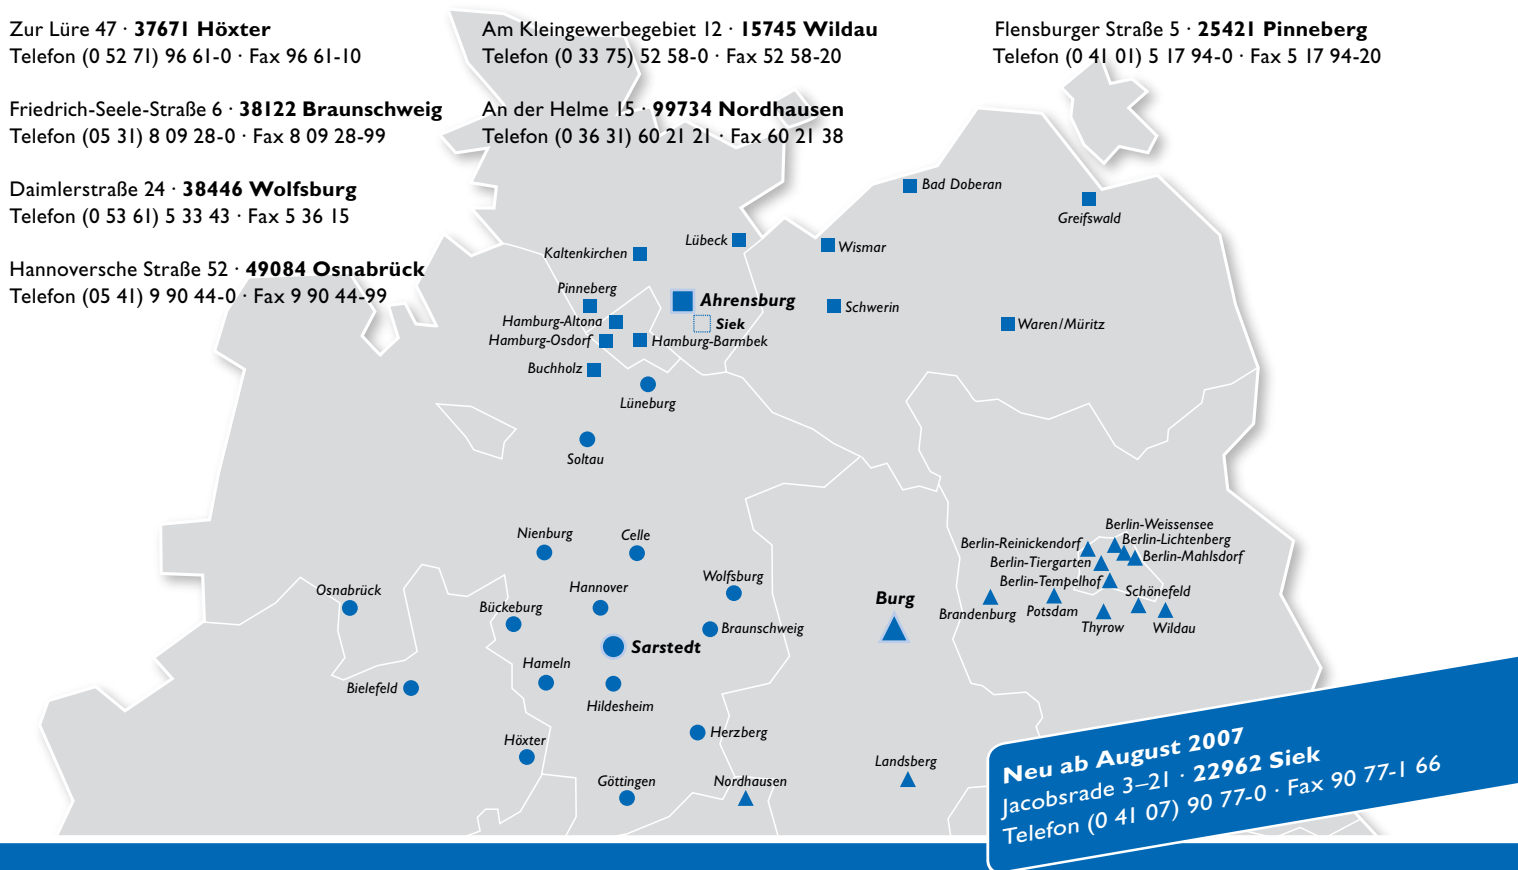 Zur Lüre 47 · 37671 Höxter
Telefon (0 52 71) 96 61-0 · Fax 96 61-10
Friedrich-Seele-Straße 6 · 38122 Braunschweig
Telefon (05 31) 8 09 28-0 · Fax 8 09 28-99
Daimlerstraße 24 · 38446 Wolfsburg
Telefon (0 53 61) 5 33 43 · Fax 5 36 15
Hannoversche Straße 52 · 49084 Osnabrück
Telefon (05 41) 9 90 44-0 · Fax 9 90 44-99
Am Kleingewerbegebiet 12 · 15745 Wildau
Telefon (0 33 75) 52 58-0 · Fax 52 58-20
An der Helme 15 · 99734 Nordhausen
Telefon (0 36 31) 60 21 21 · Fax 60 21 38
Flensburger Straße 5 · 25421 Pinneberg
Telefon (0 41 01) 5 17 94-0 · Fax 5 17 94-20
Bad Doberan
Greifswald
Lübeck
Wismar
Kaltenkirchen
Pinneberg
Ahrensburg
Schwerin
Hamburg-Altona
Siek
Waren/Müritz
Hamburg-Osdorf
Hamburg-Barmbek
Buchholz
Lüneburg
Soltau
Nienburg
Celle
Berlin-Weissensee
Berlin-Lichtenberg
Berlin-Reinickendorf
Berlin-Mahlsdorf
Berlin-Tiergarten
Berlin-Tempelhof
Wolfsburg
Hannover
Osnabrück
Schönefeld
Burg
Bückeburg
Brandenburg
Potsdam
Thyrow
Wildau
Braunschweig
Sarstedt
Hameln
Bielefeld
Hildesheim
Herzberg
Höxter
Göttingen
Nordhausen
Landsberg
Neu ab August 2007
Jacobsrade 3–21 · 22962 Siek
Telefon (0 41 07) 90 77-0 · Fax 90 77-1 66